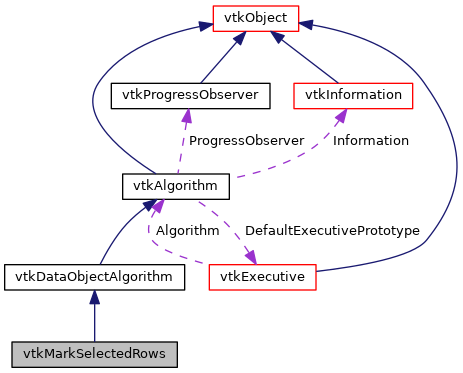 vtkObject
vtkProgressObserver
vtkInformation
ProgressObserver
Information
vtkAlgorithm
Algorithm
DefaultExecutivePrototype
vtkDataObjectAlgorithm
vtkExecutive
vtkMarkSelectedRows